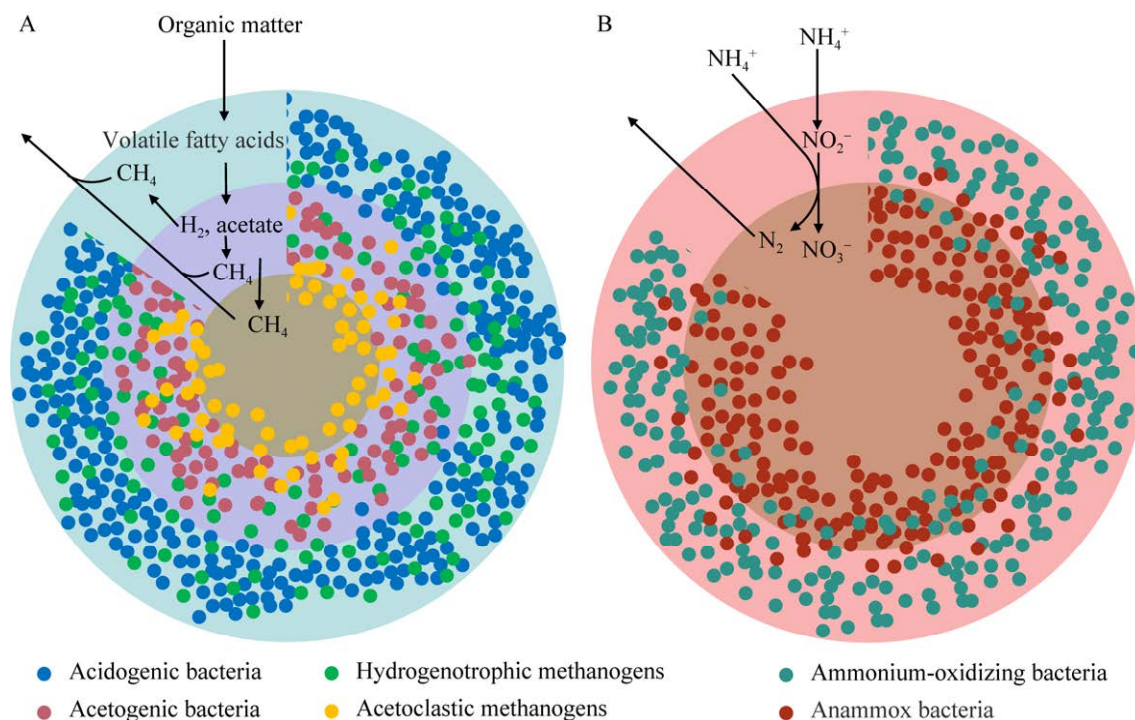 A
Organic matter
Volatile fatty acids
CH₄
H₂, acetate
CH₄
CH₄
B
NH₄⁺
NH₄⁺
NO₂⁻
N₂
NO₃⁻
Acidogenic bacteria
Hydrogenotrophic methanogens
Ammonium-oxidizing bacteria
Acetogenic bacteria
Acetoclastic methanogens
Anammox bacteria